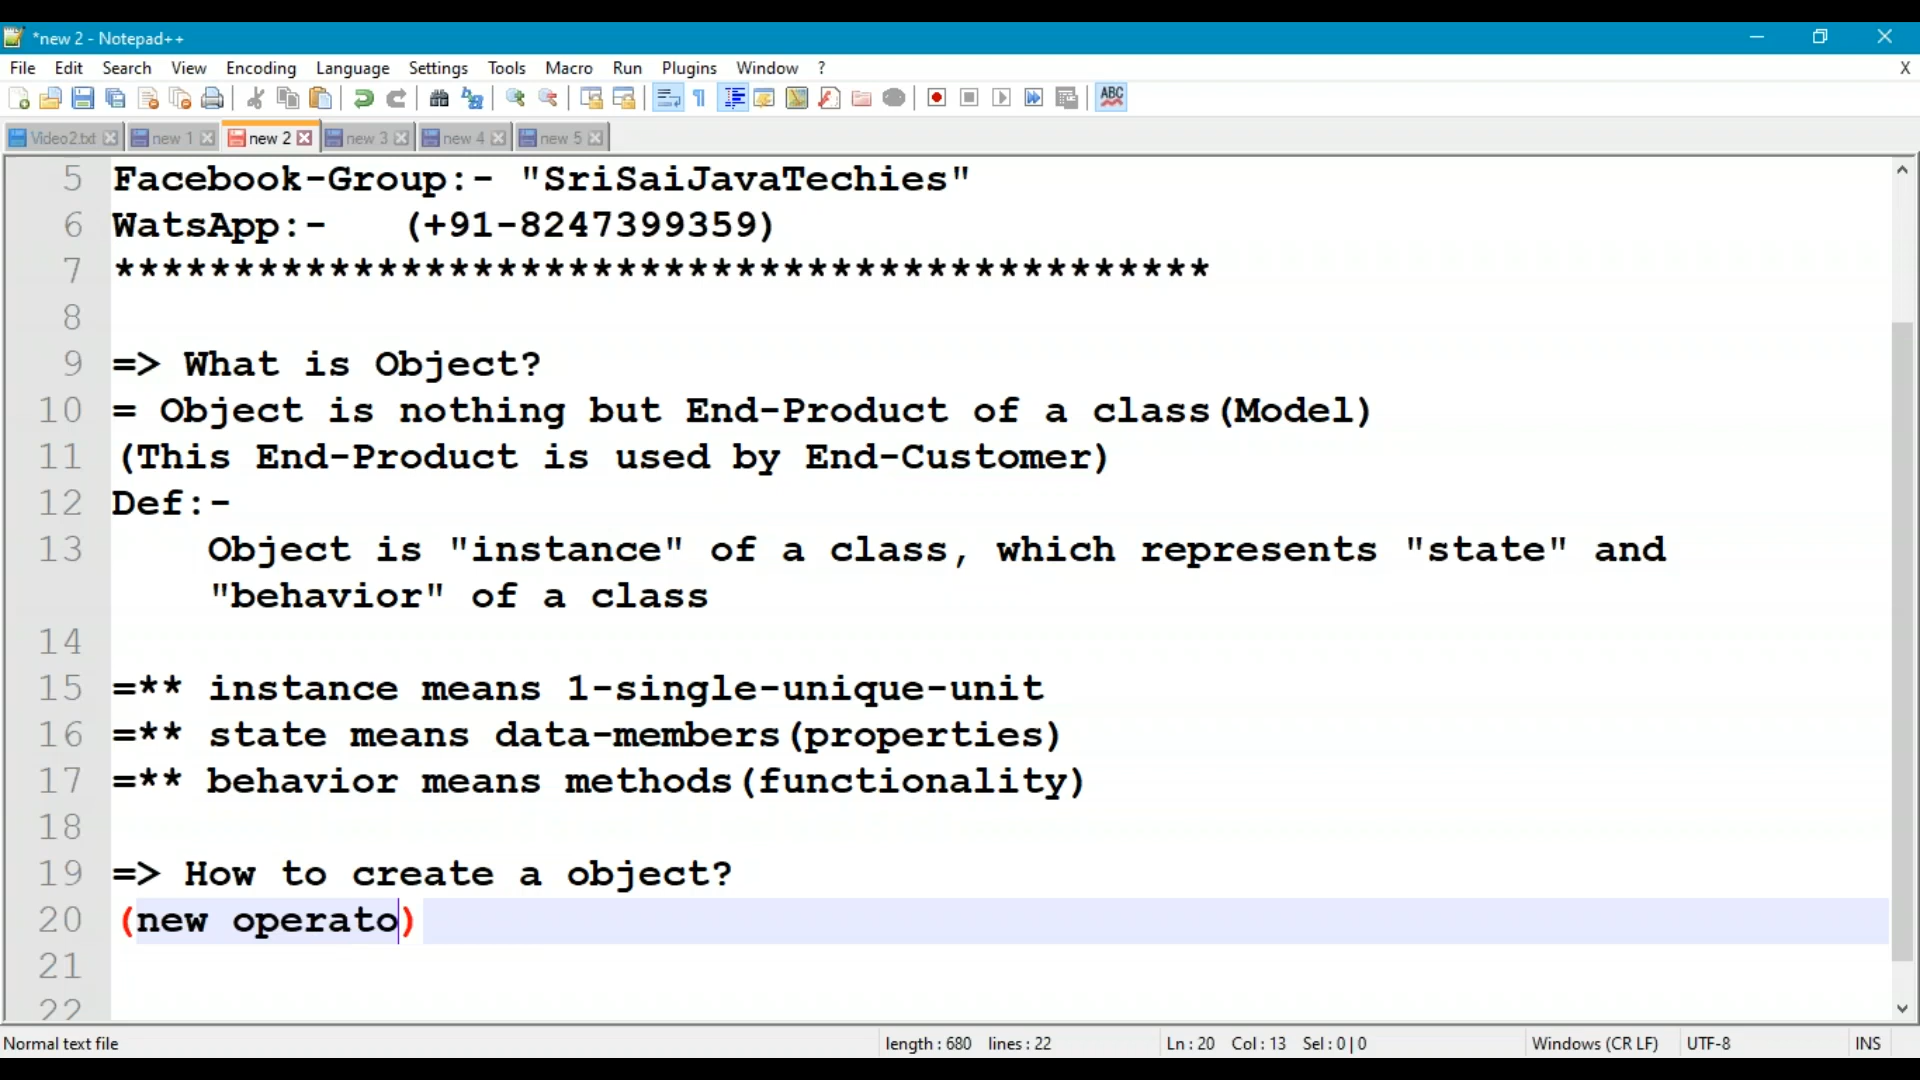 *new 2 - Notepad++
File Edit Search View Encoding Language Settings Tools Macro Run Plugins Window ? X
ABC
Video2.txt new 1 new 2 new 3 new 4 new 5
5 Facebook-Group:- "SriSaiJavaTechies"
6 WatsApp:- (+91-8247399359)
7 **********************************************
8
9 => What is Object?
10 = Object is nothing but End-Product of a class(Model)
11 (This End-Product is used by End-Customer)
12 Def:-
13 Object is "instance" of a class, which represents "state" and
"behavior" of a class
14
15 =** instance means 1-single-unique-unit
16 =** state means data-members(properties)
17 =** behavior means methods(functionality)
18
19 => How to create a object?
20 (new operato)
21
22
Normal text file length : 680 lines : 22 Ln : 20 Col : 13 Sel : 0 | 0 Windows (CR LF) UTF-8 INS